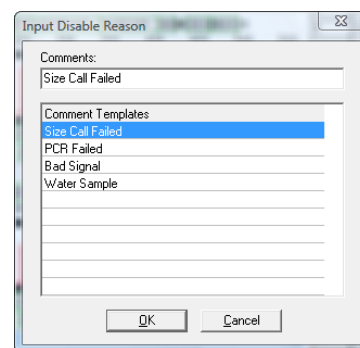 Input Disable Reason
Comments:
Size Call Failed
Comment Templates
Size Call Failed
PCR Failed
Bad Signal
Water Sample
OK Cancel